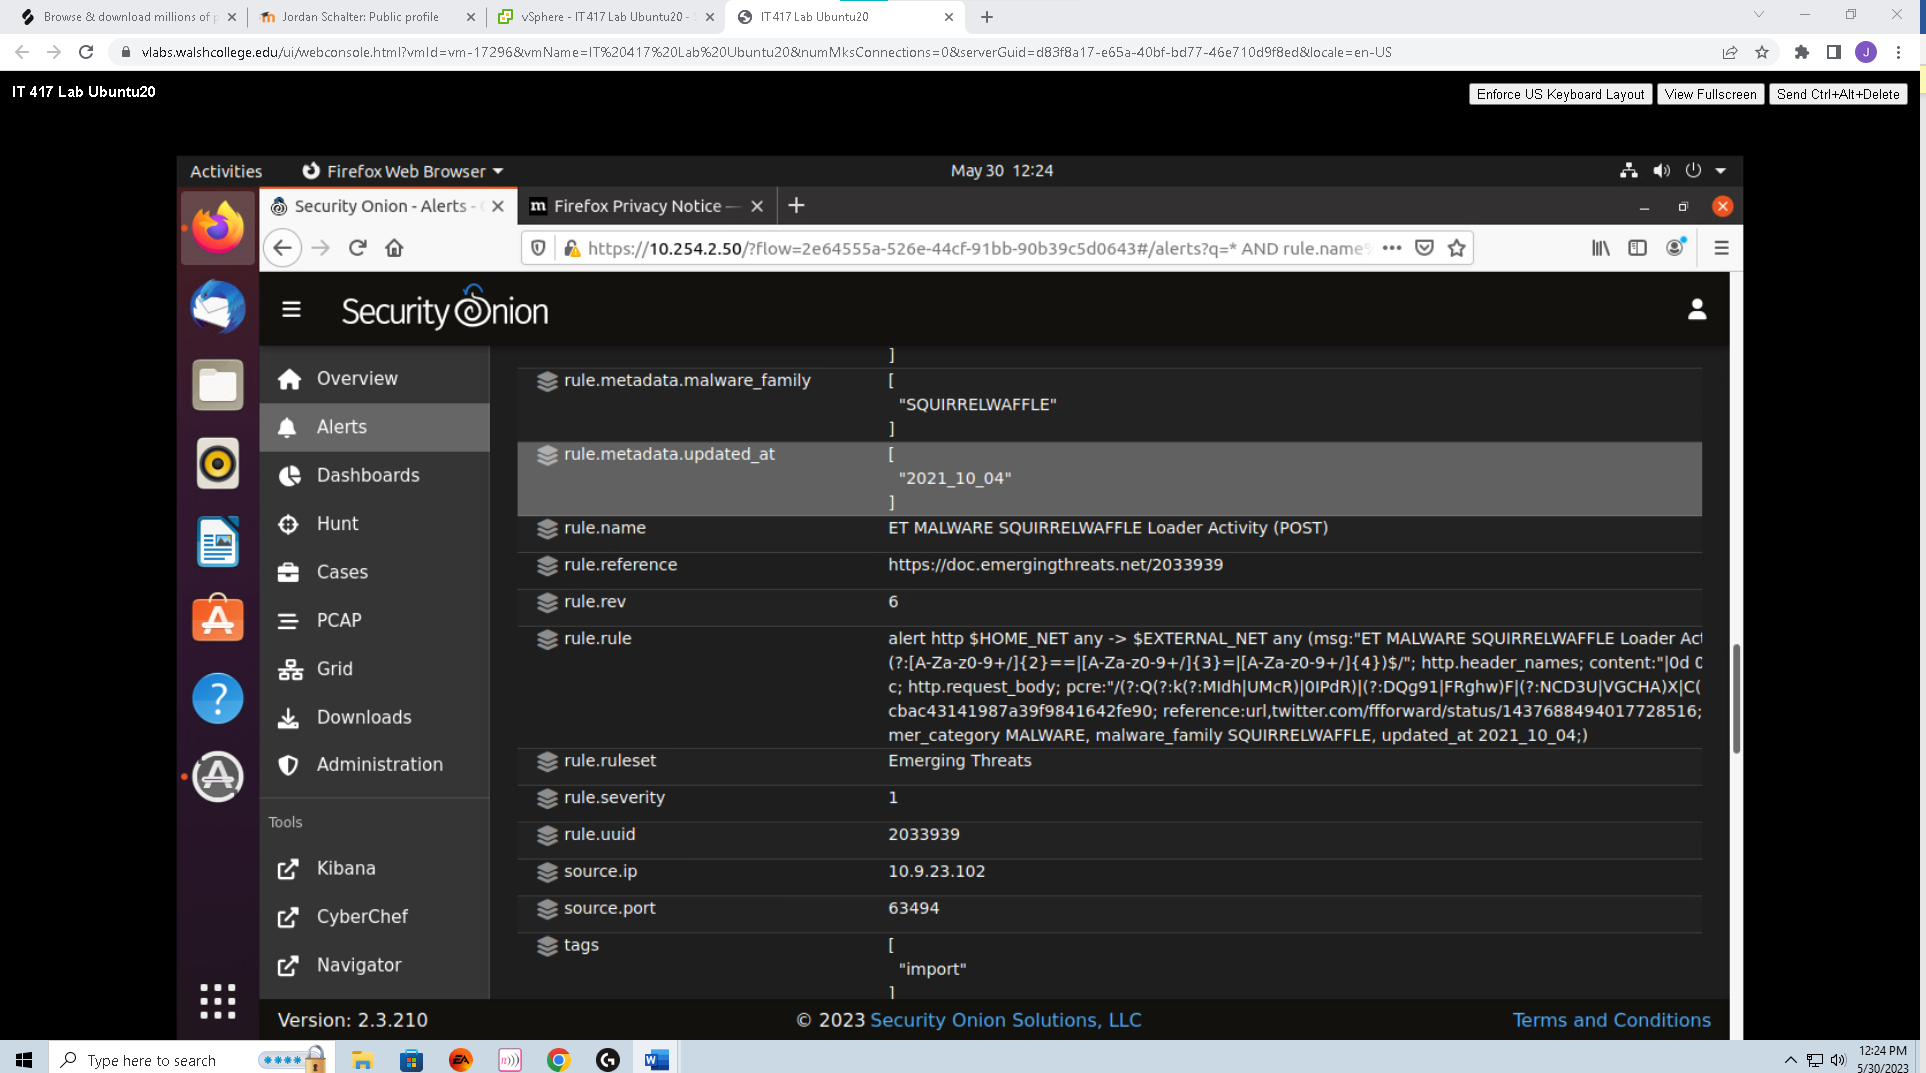 Browse & download millions of p
Jordan Schalter: Public profile
vSphere - IT417 Lab Ubuntu20 -
IT417 Lab Ubuntu20
vlabs.walshcollege.edu/ui/webconsole.html?vmId=vm-17296&vmName=IT%20417%20Lab%20Ubuntu20&numMksConnections=0&serverGuid=d83f8a17-e65a-40bf-bd77-46e710d9f8ed&locale=en-US
J
IT 417 Lab Ubuntu20
Enforce US Keyboard Layout
View Fullscreen
Send Ctrl+Alt+Delete
Activities
Firefox Web Browser
May 30 12:24
Security Onion - Alerts -
m Firefox Privacy Notice —
https://10.254.2.50/?flow=2e64555a-526e-44cf-91bb-90b39c5d0643#/alerts?q=* AND rule.name%
Security Onion
Overview
Alerts
Dashboards
Hunt
Cases
PCAP
Grid
Downloads
Administration
Tools
Kibana
CyberChef
Navigator
]
rule.metadata.malware_family [
"SQUIRRELWAFFLE"
]
rule.metadata.updated_at [
"2021_10_04"
]
rule.name ET MALWARE SQUIRRELWAFFLE Loader Activity (POST)
rule.reference https://doc.emergingthreats.net/2033939
rule.rev 6
rule.rule alert http $HOME_NET any -> $EXTERNAL_NET any (msg:"ET MALWARE SQUIRRELWAFFLE Loader Act
(?:[A-Za-z0-9+/]{2}==|[A-Za-z0-9+/]{3}=|[A-Za-z0-9+/]{4})$/"; http.header_names; content:"|0d 0
c; http.request_body; pcre:"/(?:Q(?:k(?:MIdh|UMcR)|0IPdR)|(?:DQg91|FRghw)F|(?:NCD3U|VGCHA)X|C(
cbac43141987a39f9841642fe90; reference:url,twitter.com/ffforward/status/1437688494017728516;
mer_category MALWARE, malware_family SQUIRRELWAFFLE, updated_at 2021_10_04;)
rule.ruleset Emerging Threats
rule.severity 1
rule.uuid 2033939
source.ip 10.9.23.102
source.port 63494
tags [
"import"
]
Version: 2.3.210
© 2023 Security Onion Solutions, LLC
Terms and Conditions
Type here to search
12:24 PM
5/30/2023